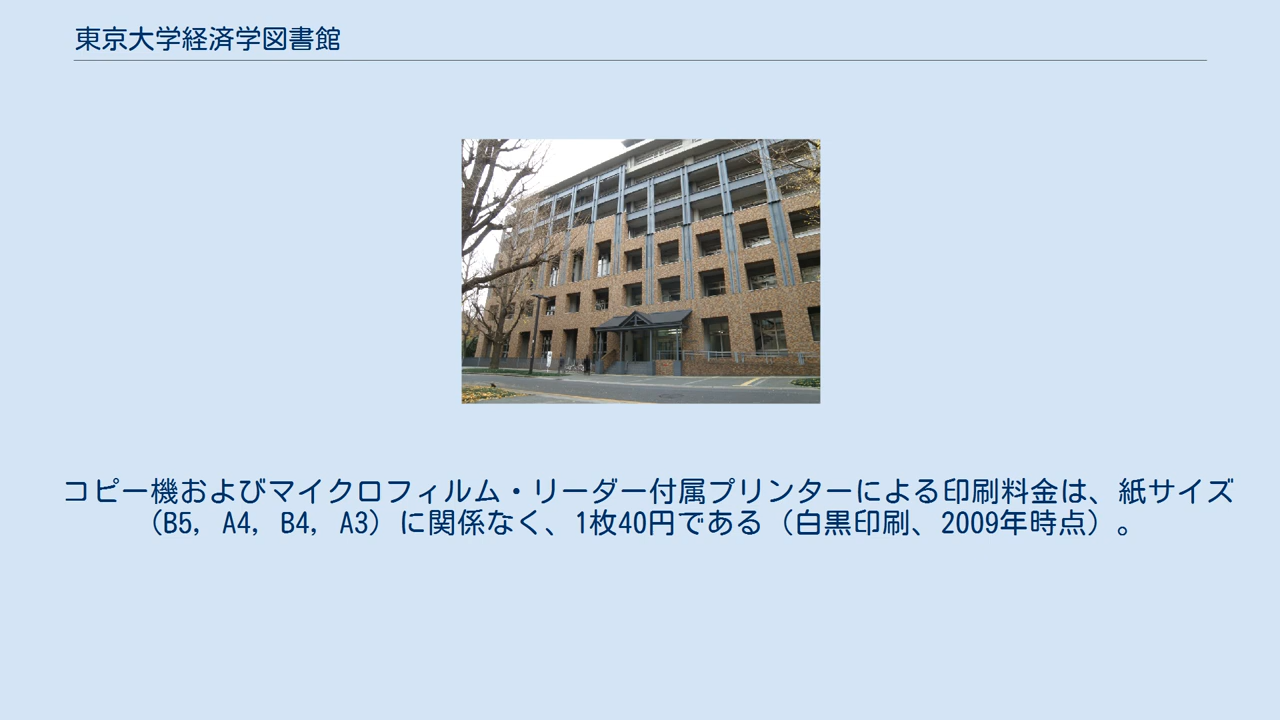 東京大学経済学図書館
コピー機およびマイクロフィルム・リーダー付属プリンターによる印刷料金は、紙サイズ
（B5, A4, B4, A3）に関係なく、1枚40円である（白黒印刷、2009年時点）。